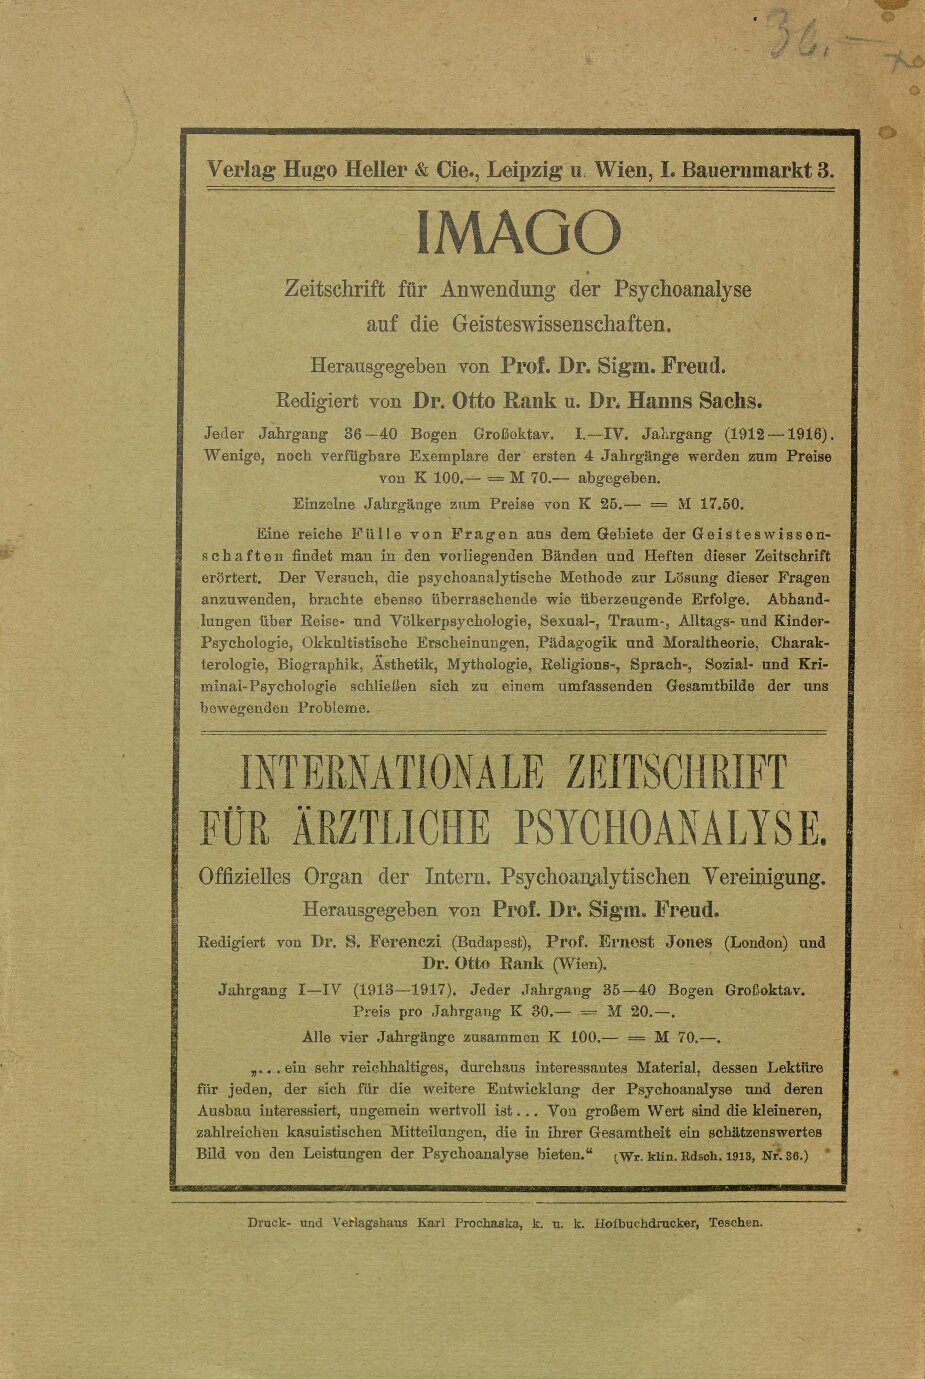 36.—
Verlag Hugo Heller & Cie., Leipzig u. Wien, I. Bauernmarkt 3.
IMAGO
Zeitschrift für Anwendung der Psychoanalyse
auf die Geisteswissenschaften.
Herausgegeben von Prof. Dr. Sigm. Freud.
Redigiert von Dr. Otto Rank u. Dr. Hanns Sachs.
Jeder Jahrgang 36—40 Bogen Großoktav. I.—IV. Jahrgang (1912—1916).
Wenige, noch verfügbare Exemplare der ersten 4 Jahrgänge werden zum Preise
von K 100.— = M 70.— abgegeben.
Einzelne Jahrgänge zum Preise von K 25.— = M 17.50.
Eine reiche Fülle von Fragen aus dem Gebiete der Geisteswissen-
schaften findet man in den vorliegenden Bänden und Heften dieser Zeitschrift
erörtert. Der Versuch, die psychoanalytische Methode zur Lösung dieser Fragen
anzuwenden, brachte ebenso überraschende wie überzeugende Erfolge. Abhand-
lungen über Reise- und Völkerpsychologie, Sexual-, Traum-, Alltags- und Kinder-
Psychologie, Okkultistische Erscheinungen, Pädagogik und Moraltheorie, Charak-
terologie, Biographik, Ästhetik, Mythologie, Religions-, Sprach-, Sozial- und Kri-
minal-Psychologie schließen sich zu einem umfassenden Gesamtbilde der uns
bewegenden Probleme.
INTERNATIONALE ZEITSCHRIFT
FÜR ÄRZTLICHE PSYCHOANALYSE.
Offizielles Organ der Intern. Psychoanalytischen Vereinigung.
Herausgegeben von Prof. Dr. Sigm. Freud.
Redigiert von Dr. S. Ferenczi (Budapest), Prof. Ernest Jones (London) und
Dr. Otto Rank (Wien).
Jahrgang I—IV (1913—1917). Jeder Jahrgang 35—40 Bogen Großoktav.
Preis pro Jahrgang K 30.— = M 20.—.
Alle vier Jahrgänge zusammen K 100.— = M 70.—.
„... ein sehr reichhaltiges, durchaus interessantes Material, dessen Lektüre
für jeden, der sich für die weitere Entwicklung der Psychoanalyse und deren
Ausbau interessiert, ungemein wertvoll ist... Von großem Wert sind die kleineren,
zahlreichen kasuistischen Mitteilungen, die in ihrer Gesamtheit ein schätzenswertes
Bild von den Leistungen der Psychoanalyse bieten.“ (Wr. klin. Rdsch. 1913, Nr. 36.)
Druck- und Verlagshaus Karl Prochaska, k. u. k. Hofbuchdrucker, Teschen.